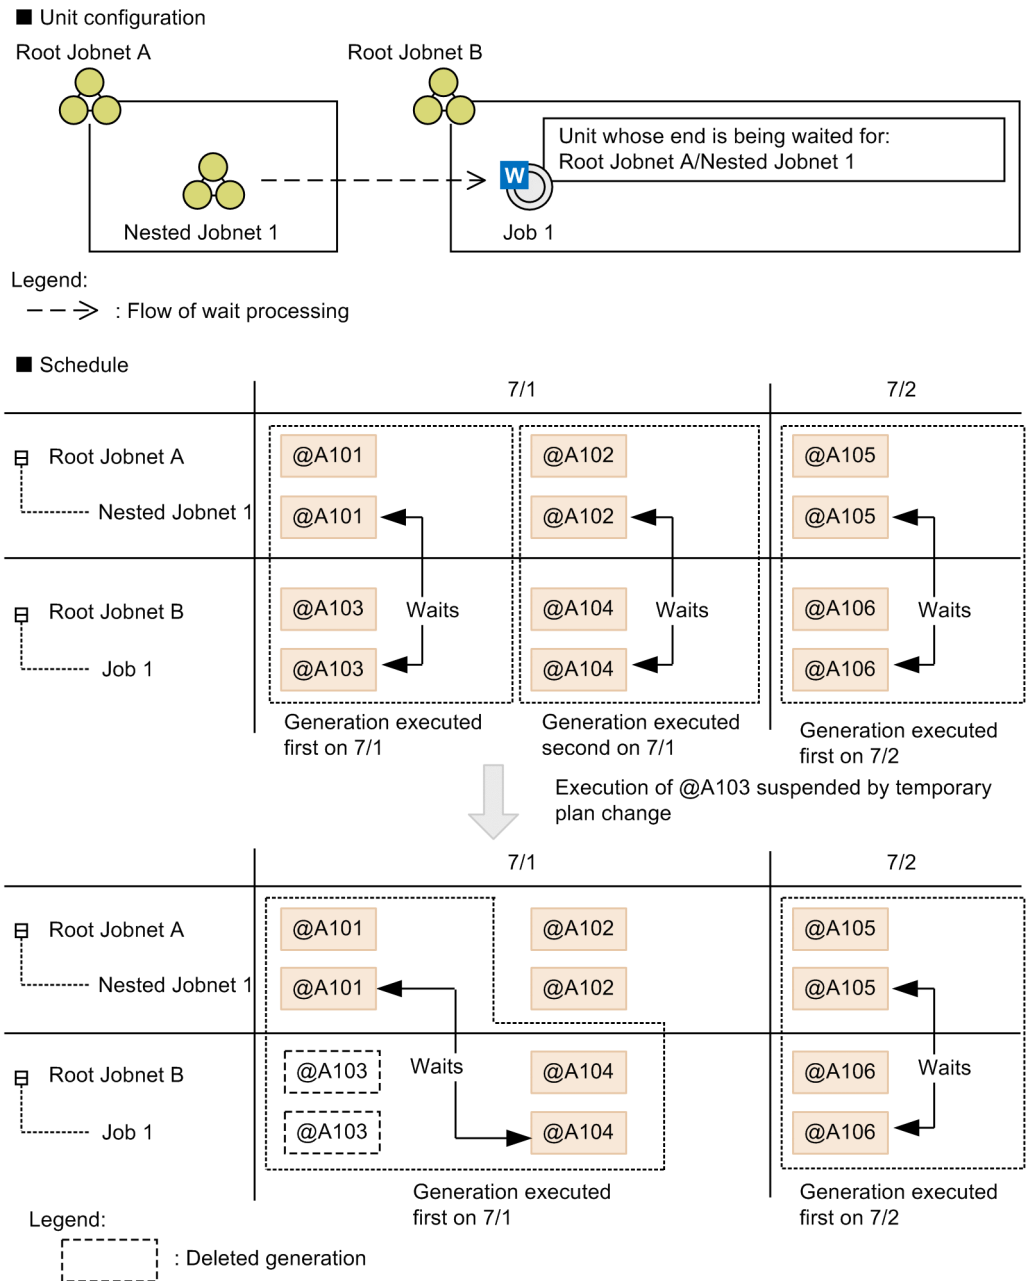 ■ Unit configuration
Root Jobnet A
Root Jobnet B
Unit whose end is being waited for:
Root Jobnet A/Nested Jobnet 1
W
Nested Jobnet 1
Job 1
Legend:
: Flow of wait processing
■ Schedule
7/1
7/2
Root Jobnet A
@A101
@A102
@A105
Nested Jobnet 1
@A101
@A102
@A105
Root Jobnet B
@A103
Waits
@A104
Waits
@A106
Waits
Job 1
@A103
@A104
@A106
Generation executed
first on 7/1
Generation executed
second on 7/1
Generation executed
first on 7/2
Execution of @A103 suspended by temporary
plan change
7/1
7/2
Root Jobnet A
@A101
@A102
@A105
Nested Jobnet 1
@A101
@A102
@A105
Root Jobnet B
@A103
Waits
@A104
@A106
Waits
Job 1
@A103
@A104
@A106
Generation executed
first on 7/1
Generation executed
first on 7/2
Legend:
: Deleted generation